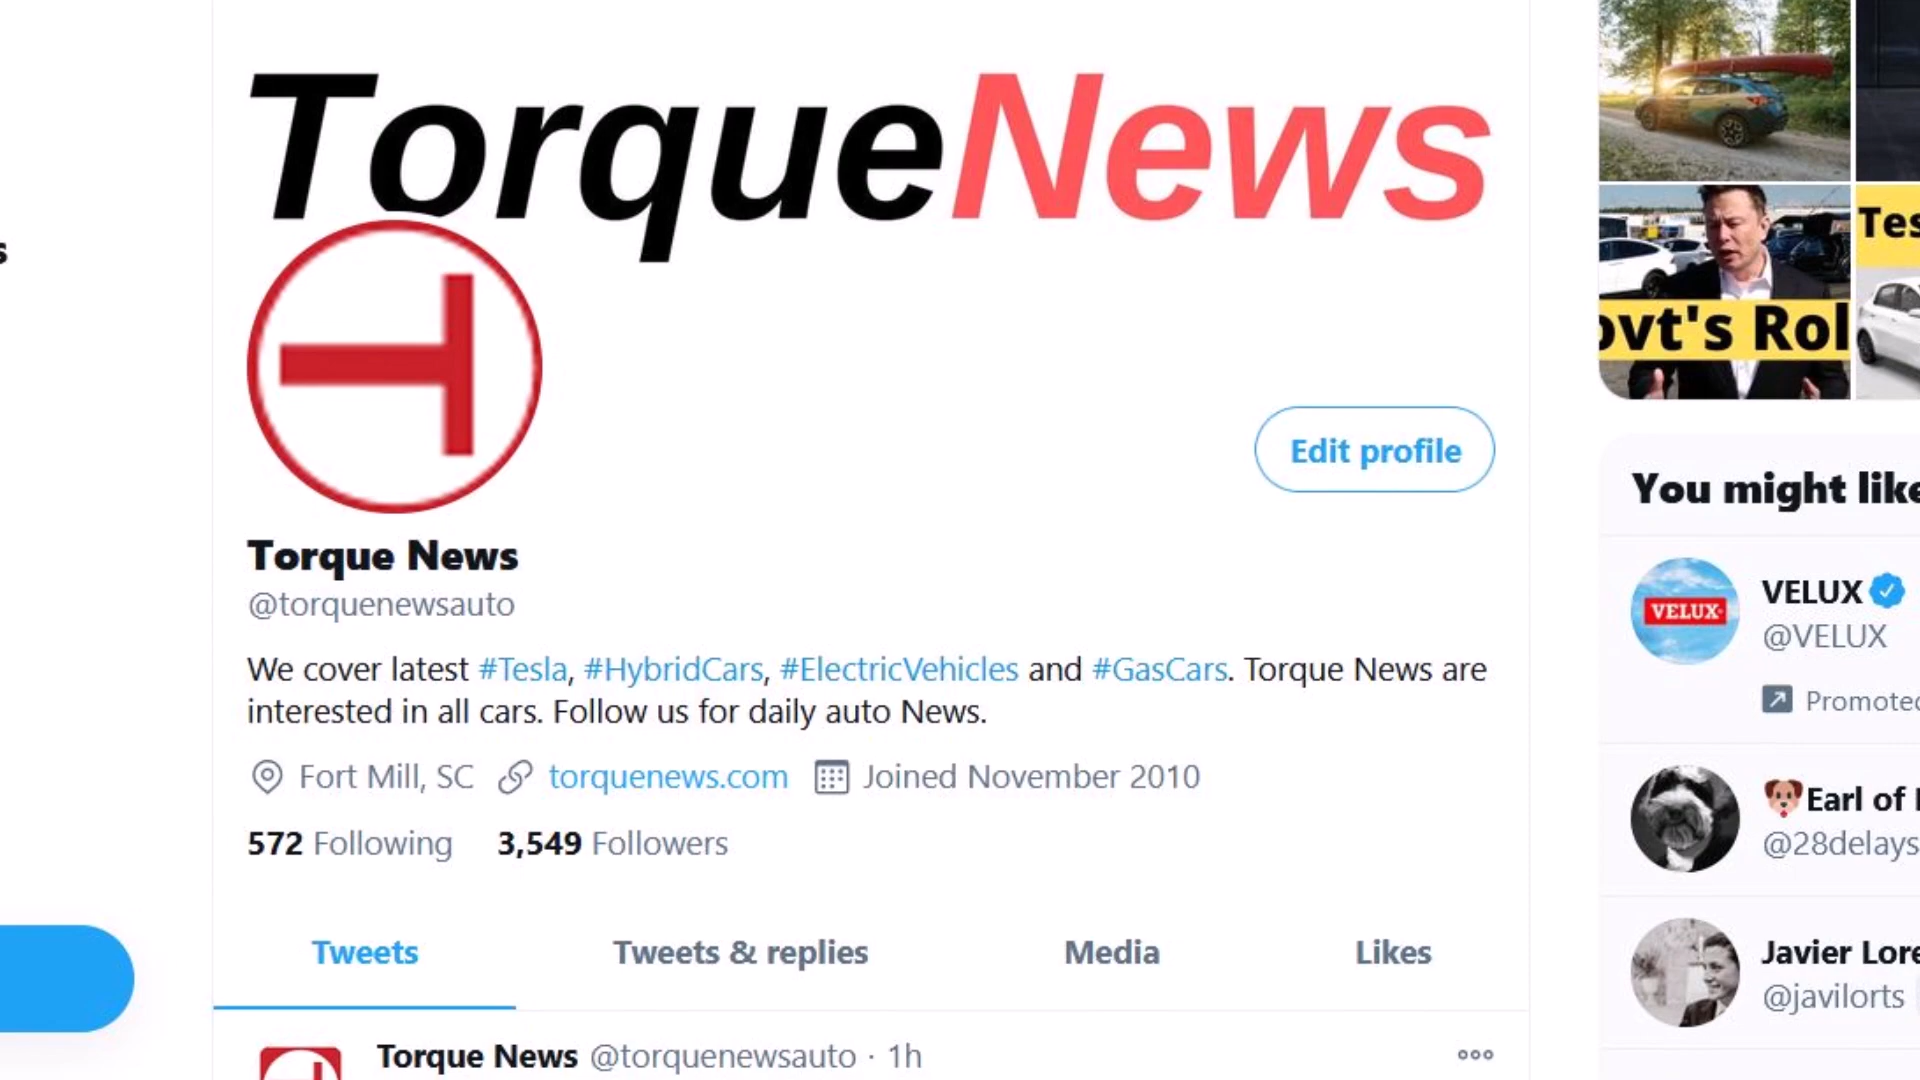 TorqueNews
Edit profile
Torque News
@torquenewsauto
We cover latest #Tesla, #HybridCars, #ElectricVehicles and #GasCars. Torque News are
interested in all cars. Follow us for daily auto News.
Fort Mill, SC torquenews.com Joined November 2010
572 Following 3,549 Followers
Tweets Tweets & replies Media Likes
Torque News @torquenewsauto · 1h
ovt's Rol
Tes
You might like
VELUX
VELUX
@VELUX
Promoted
Earl of
@28delays
Javier Lore
@javilorts